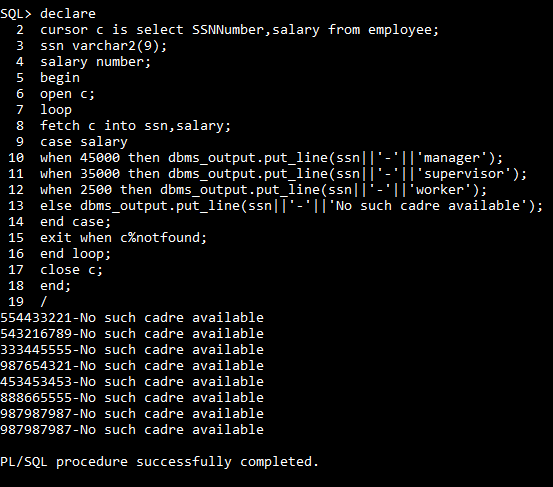 SQL> declare
  2  cursor c is select SSNNumber,salary from employee;
  3  ssn varchar2(9);
  4  salary number;
  5  begin
  6  open c;
  7  loop
  8  fetch c into ssn,salary;
  9  case salary
 10  when 45000 then dbms_output.put_line(ssn||'-'||'manager');
 11  when 35000 then dbms_output.put_line(ssn||'-'||'supervisor');
 12  when 2500 then dbms_output.put_line(ssn||'-'||'worker');
 13  else dbms_output.put_line(ssn||'-'||'No such cadre available');
 14  end case;
 15  exit when c%notfound;
 16  end loop;
 17  close c;
 18  end;
 19  /
554433221-No such cadre available
543216789-No such cadre available
333445555-No such cadre available
987654321-No such cadre available
453453453-No such cadre available
888665555-No such cadre available
987987987-No such cadre available
987987987-No such cadre available
PL/SQL procedure successfully completed.